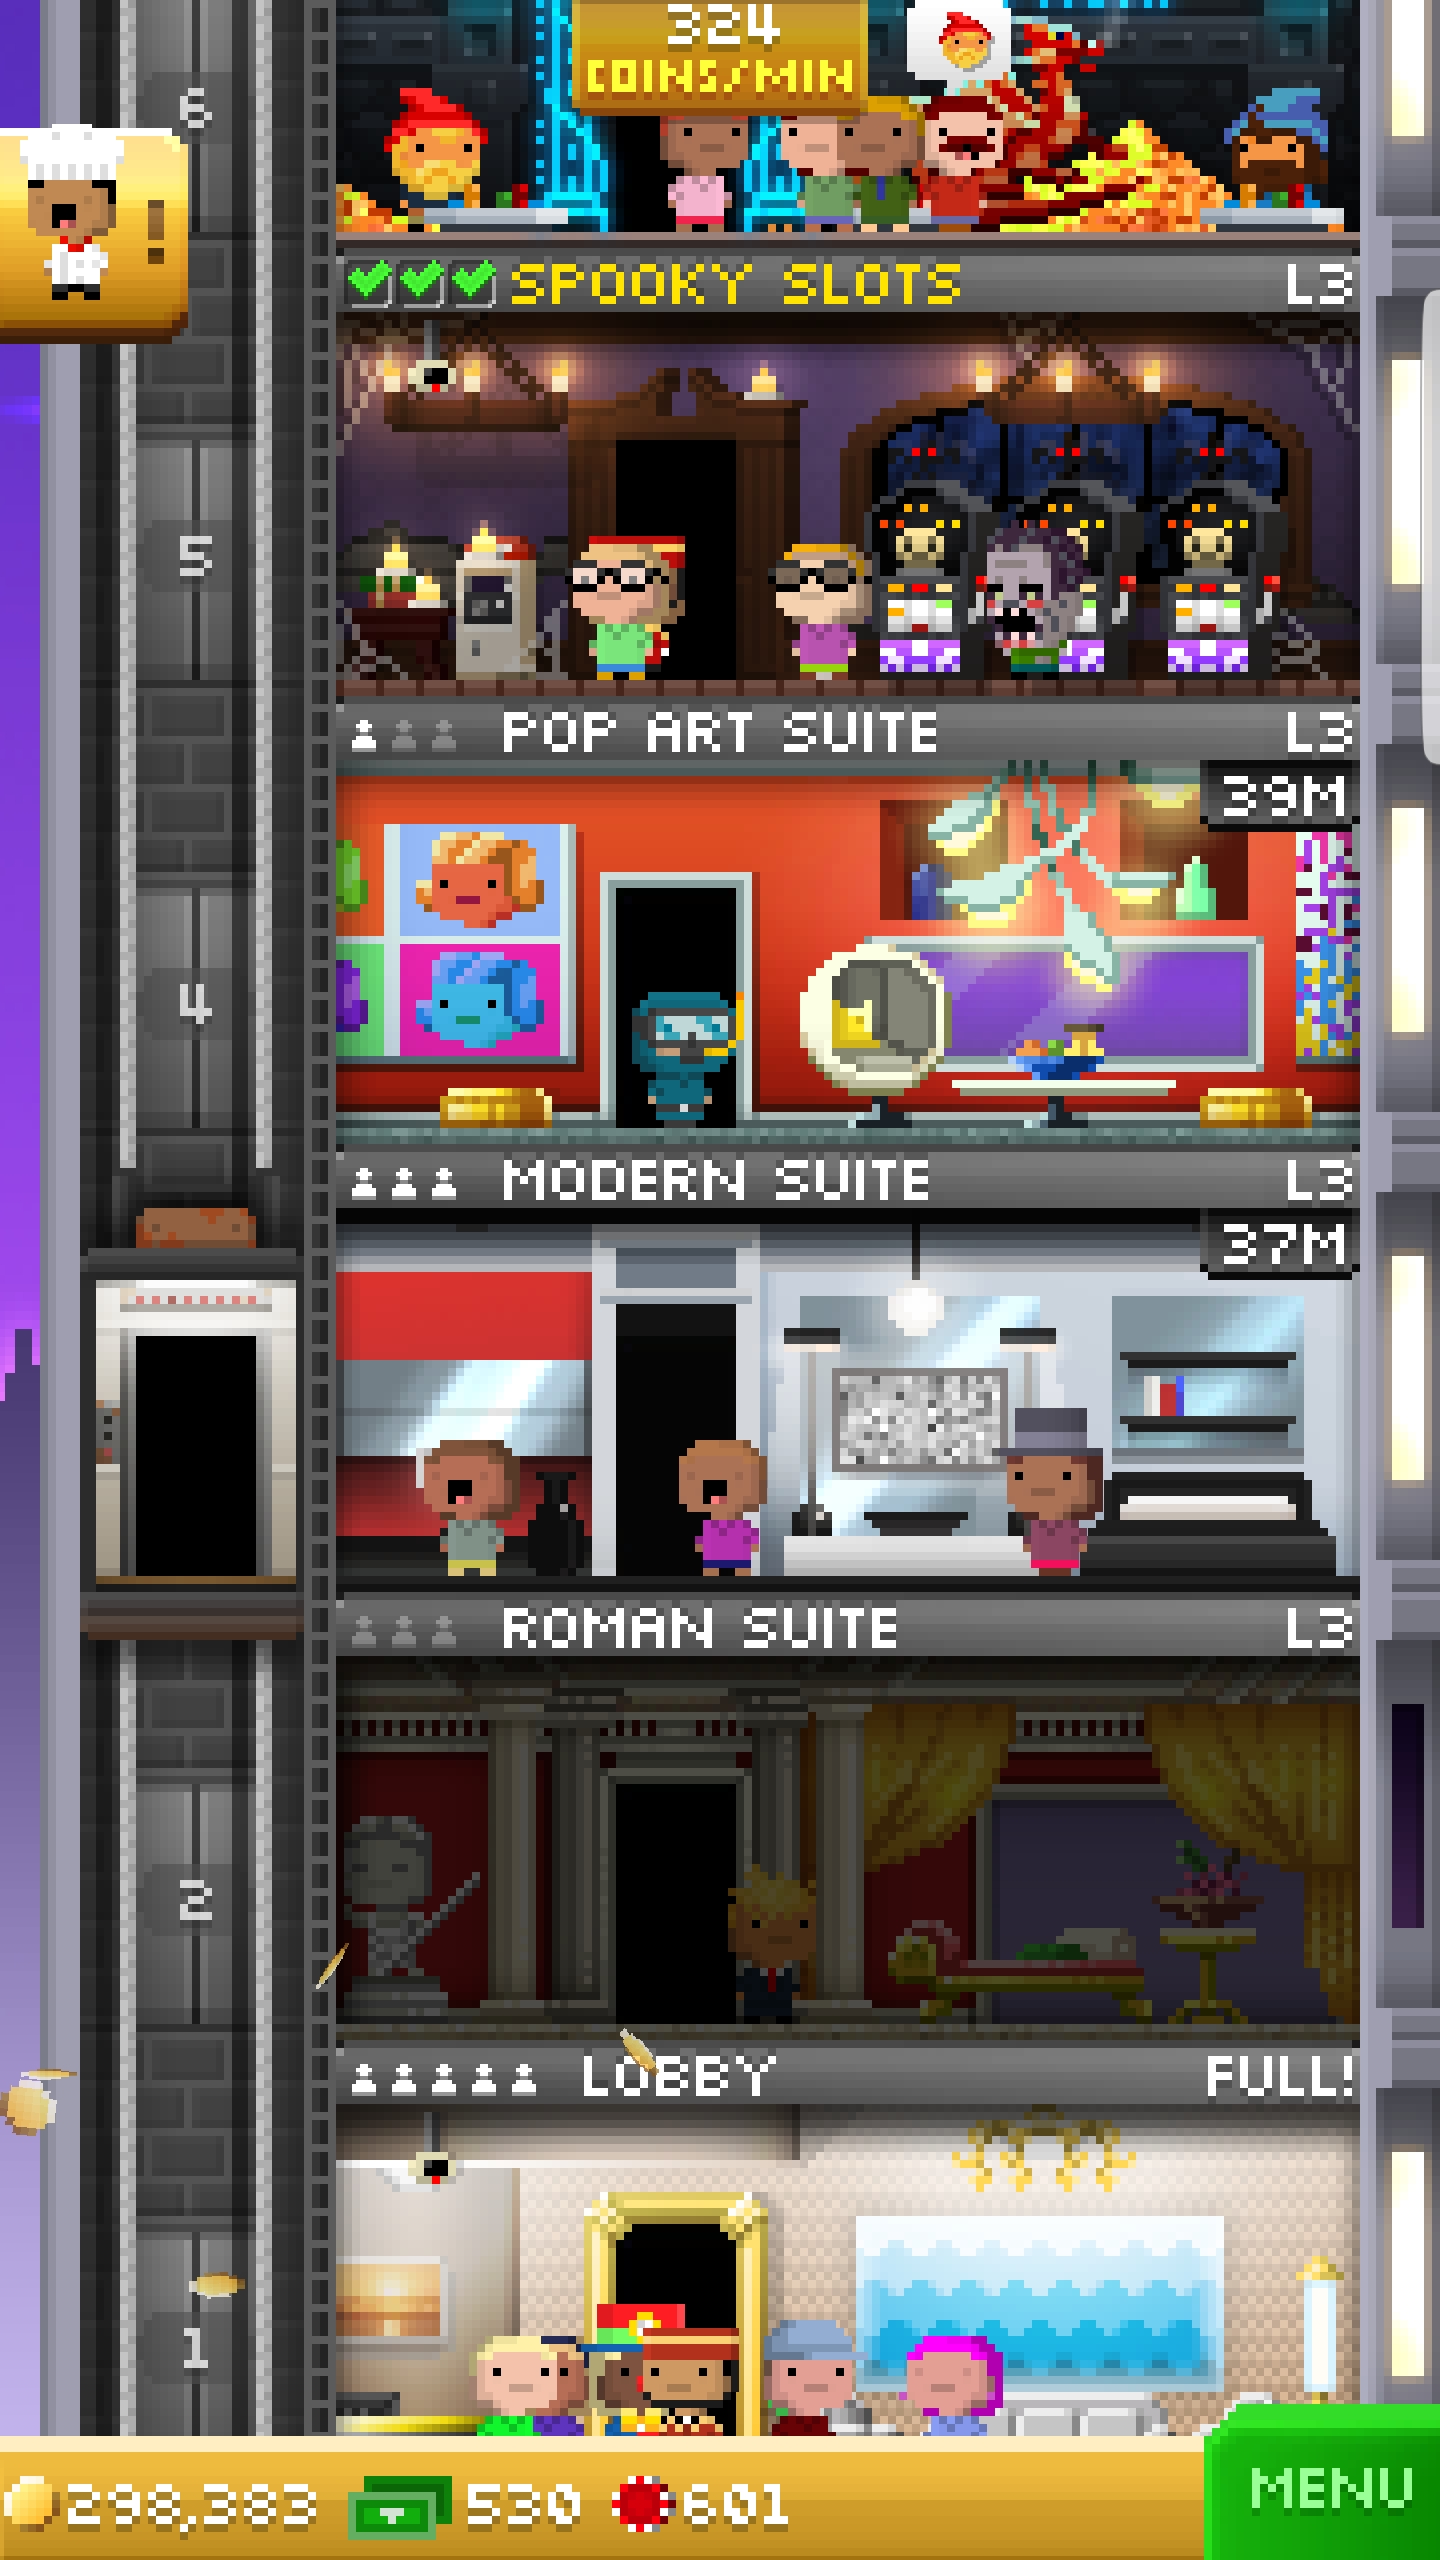 324
COINS/MIN
6
!
SPOOKY SLOTS L3
5
POP ART SUITE L3
39M
4
MODERN SUITE L3
37M
ROMAN SUITE L3
2
LOBBY FULL!
1
298,383 530 601
MENU